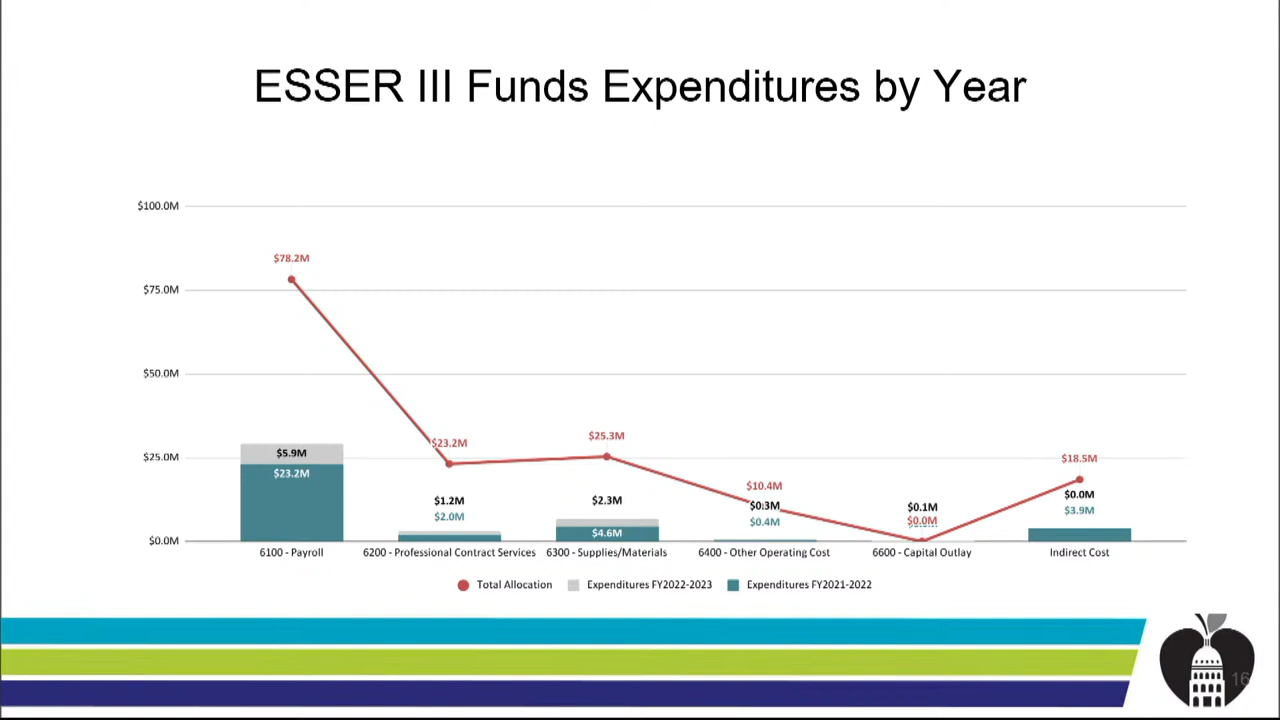 ESSER III Funds Expenditures by Year
$100.0M
$75.0M
$50.0M
$25.0M
$0.0M
$78.2M
$23.2M
$25.3M
$10.4M
$0.0M
$18.5M
$5.9M
$1.2M
$2.3M
$0.3M
$0.1M
$0.0M
$23.2M
$2.0M
$4.6M
$0.4M
$3.9M
6100 - Payroll
6200 - Professional Contract Services
6300 - Supplies/Materials
6400 - Other Operating Cost
6600 - Capital Outlay
Indirect Cost
Total Allocation
Expenditures FY2022-2023
Expenditures FY2021-2022
16